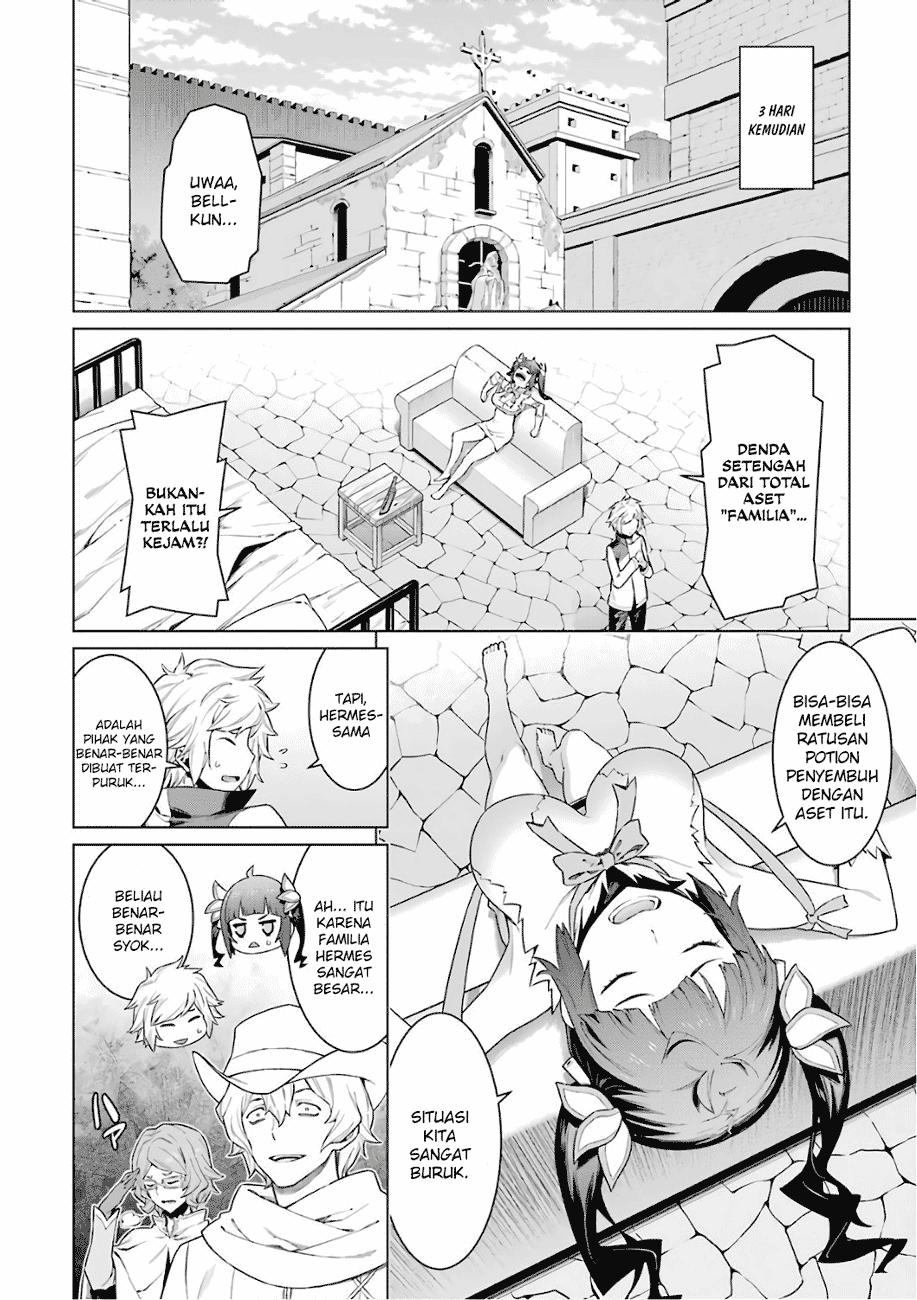 3 HARI
KEMUDIAN
UWAA,
BELL-
KUN...
DENDA
SETENGAH
DARI TOTAL
ASET
"FAMILIA"...
BUKAN-
KAH ITU
TERLALU
KEJAM?!
BISA-BISA
MEMBELI
RATUSAN
POTION
PENYEMBUH
DENGAN
ASET ITU.
SITUASI
KITA
SANGAT
BURUK.
TAPI,
HERMES-
SAMA
ADALAH
PIHAK YANG
BENAR-BENAR
DIBUAT TER-
PURUK...
AH... ITU
KARENA
FAMILIA
HERMES
SANGAT
BESAR...
BELIAU
BENAR-
BENAR
SYOK...